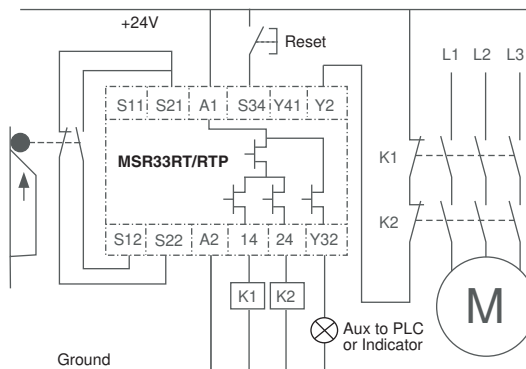 +24V
Reset
L1 L2 L3
S11 S21 A1 S34 Y41 Y2
MSR33RT/RTP
K1
K2
S12 S22 A2 14 24 Y32
K1 K2
M
Aux to PLC
or Indicator
Ground